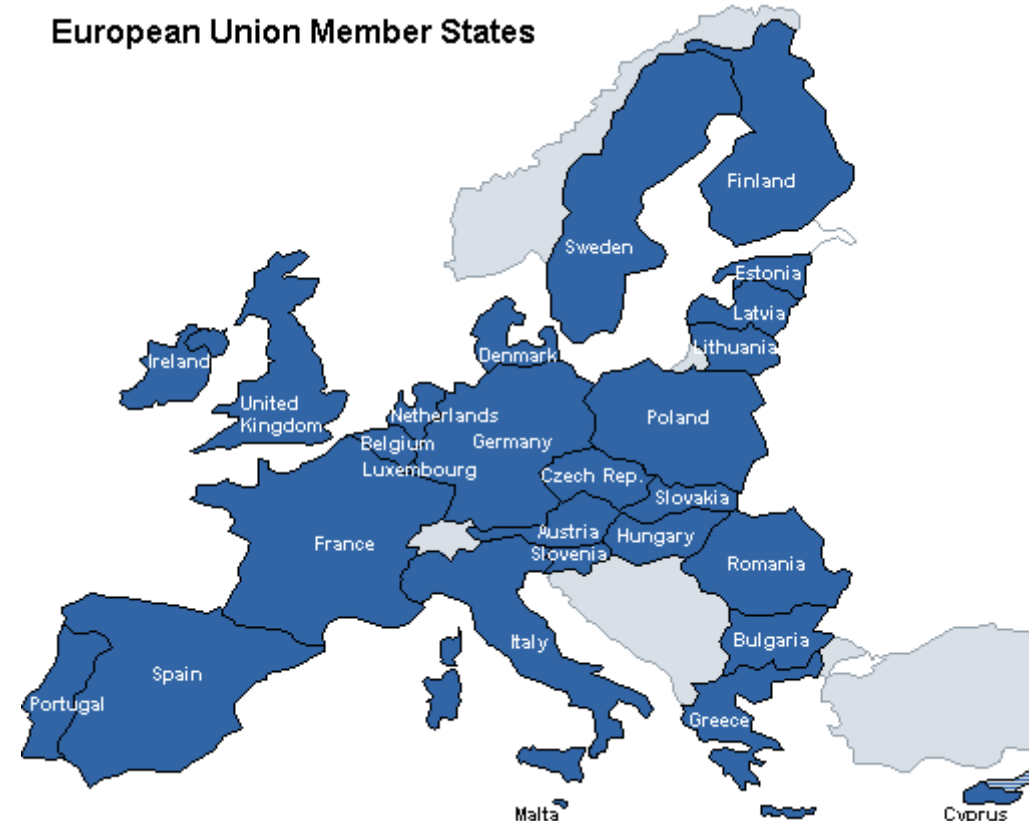 European Union Member States
Finland
Sweden
Estonia
Latvia
Lithuania
Denmark
Ireland
United
Kingdom
Netherlands
Poland
Belgium
Germany
Luxembourg
Czech Rep.
Slovakia
France
Austria
Hungary
Slovenia
Romania
Italy
Bulgaria
Spain
Portugal
Greece
Malta
Cyprus